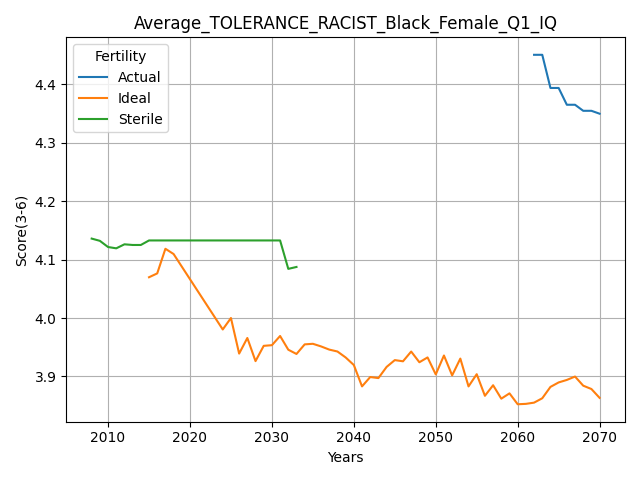 Average_TOLERANCE_RACIST_Black_Female_Q1_IQ
Fertility
Actual
Ideal
Sterile
Score(3-6)
4.4
4.3
4.2
4.1
4.0
3.9
2010 2020 2030 2040 2050 2060 2070
Years